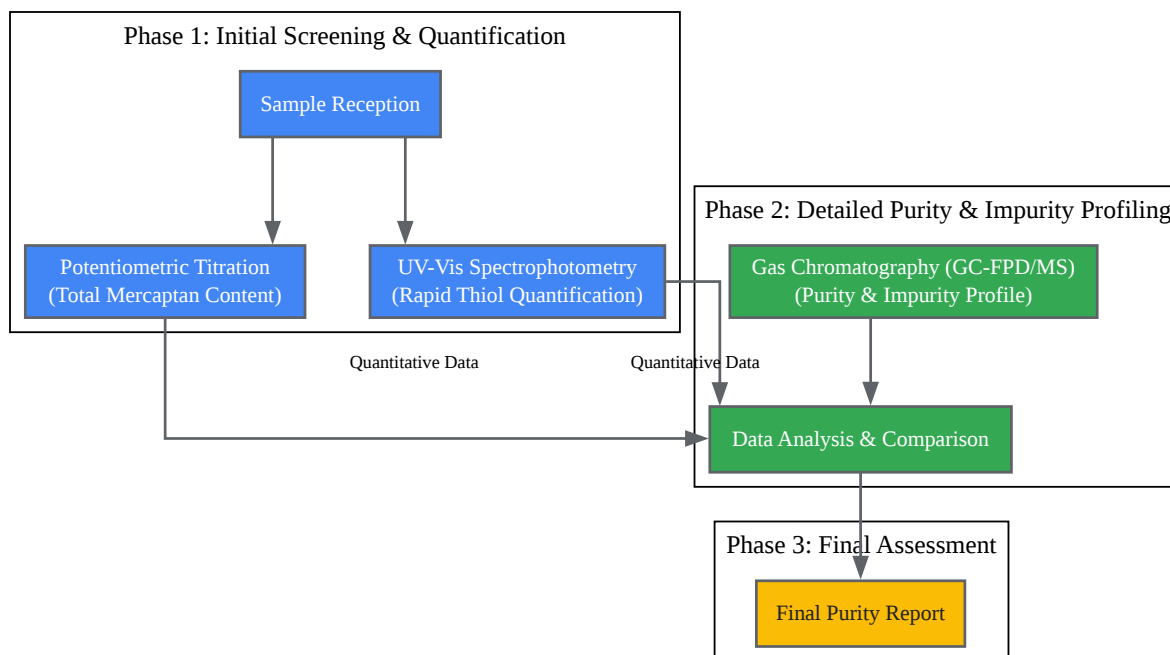 Phase 1: Initial Screening & Quantification
Sample Reception
Potentiometric Titration
(Total Mercaptan Content)
UV-Vis Spectrophotometry
(Rapid Thiol Quantification)
Phase 2: Detailed Purity & Impurity Profiling
Gas Chromatography (GC-FPD/MS)
(Purity & Impurity Profile)
Quantitative Data
Quantitative Data
Data Analysis & Comparison
Phase 3: Final Assessment
Final Purity Report